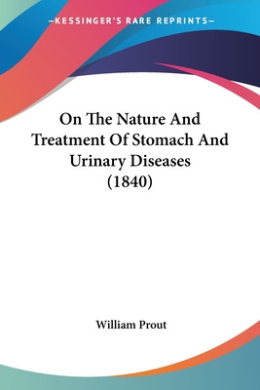 KESSINGER'S RARE REPRINTS
On The Nature And
Treatment Of Stomach And
Urinary Diseases
(1840)
William Prout